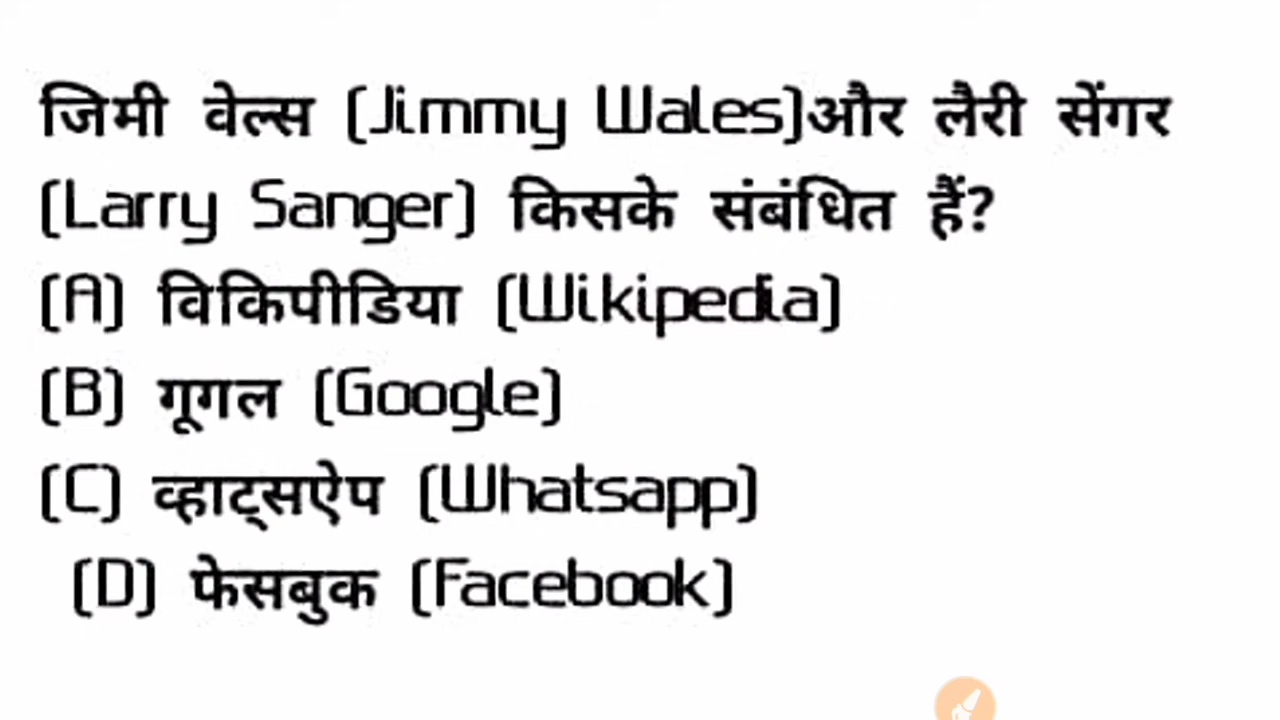 जिमी वेल्स (Jimmy Wales)और लैरी सेंगर
(Larry Sanger) किसके संबंधित हैं?
(A) विकिपीडिया (Wikipedia)
(B) गूगल (Google)
(C) व्हाट्सऐप (Whatsapp)
(D) फेसबुक (Facebook)